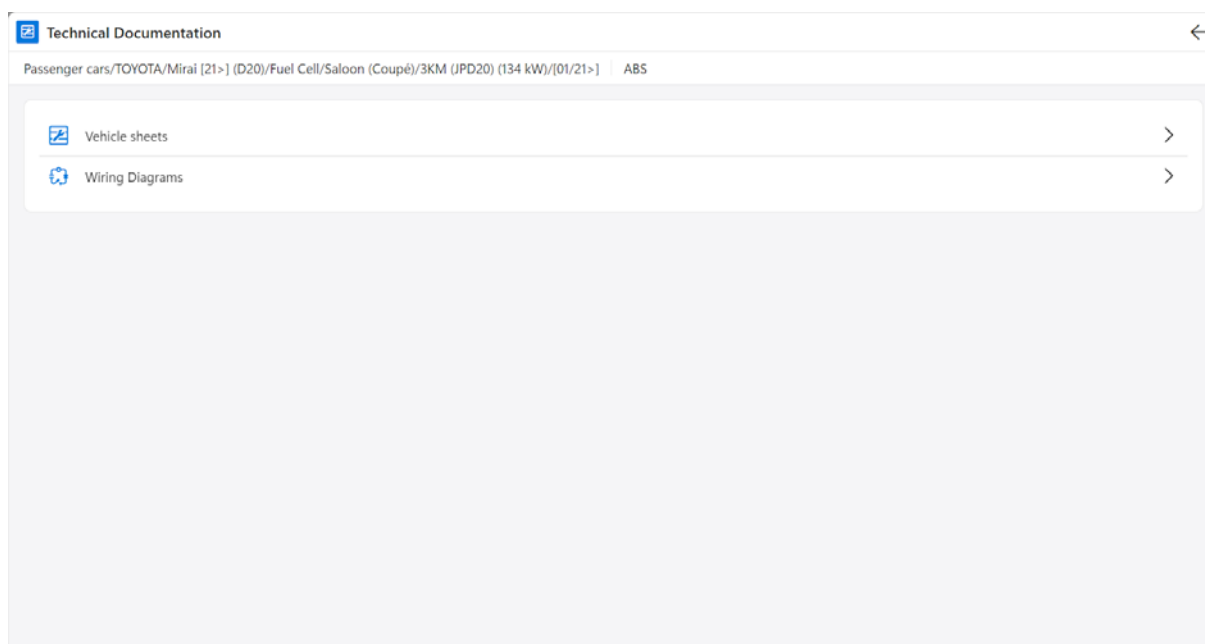 Technical Documentation
Passenger cars/TOYOTA/Mirai [21>] (D20)/Fuel Cell/Saloon (Coupé)/3KM (JPD20) (134 kW)/[01/21>] ABS
Vehicle sheets
Wiring Diagrams